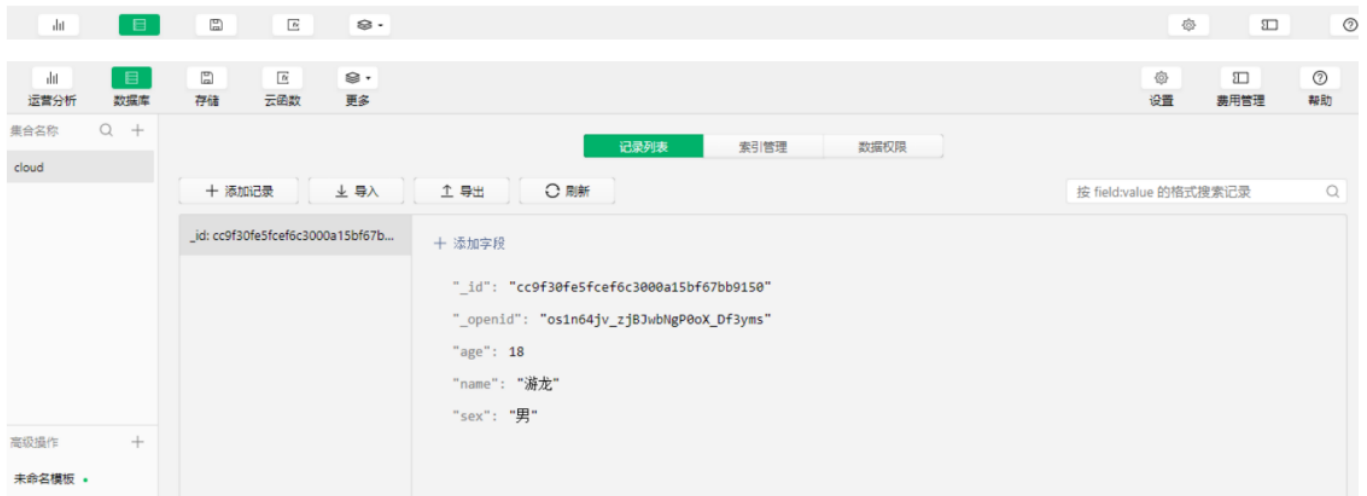 运营分析 数据库 存储 云函数 更多 设置 费用管理 帮助
集合名称
cloud
记录列表 索引管理 数据权限
添加记录 导入 导出 刷新 按 field:value 的格式搜索记录
_id: cc9f30fe5fcef6c3000a15bf67b...
添加字段
"_id": "cc9f30fe5fcef6c3000a15bf67bb9150"
"_openid": "os1n64jv_zjBJwbNgP0oX_Df3yms"
"age": 18
"name": "游龙"
"sex": "男"
高级操作
未命名模板